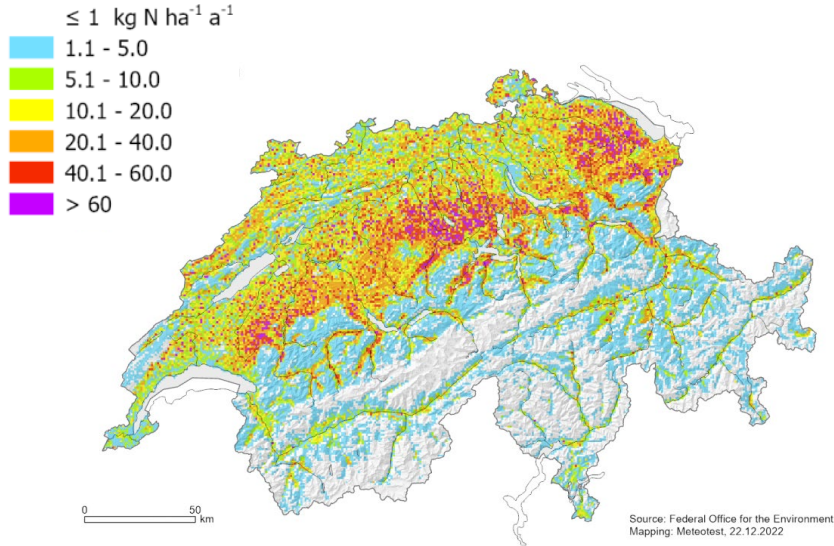 ≤ 1 kg N ha⁻¹ a⁻¹
1.1 - 5.0
5.1 - 10.0
10.1 - 20.0
20.1 - 40.0
40.1 - 60.0
> 60
0 50
km
Source: Federal Office for the Environment
Mapping: Meteotest, 22.12.2022